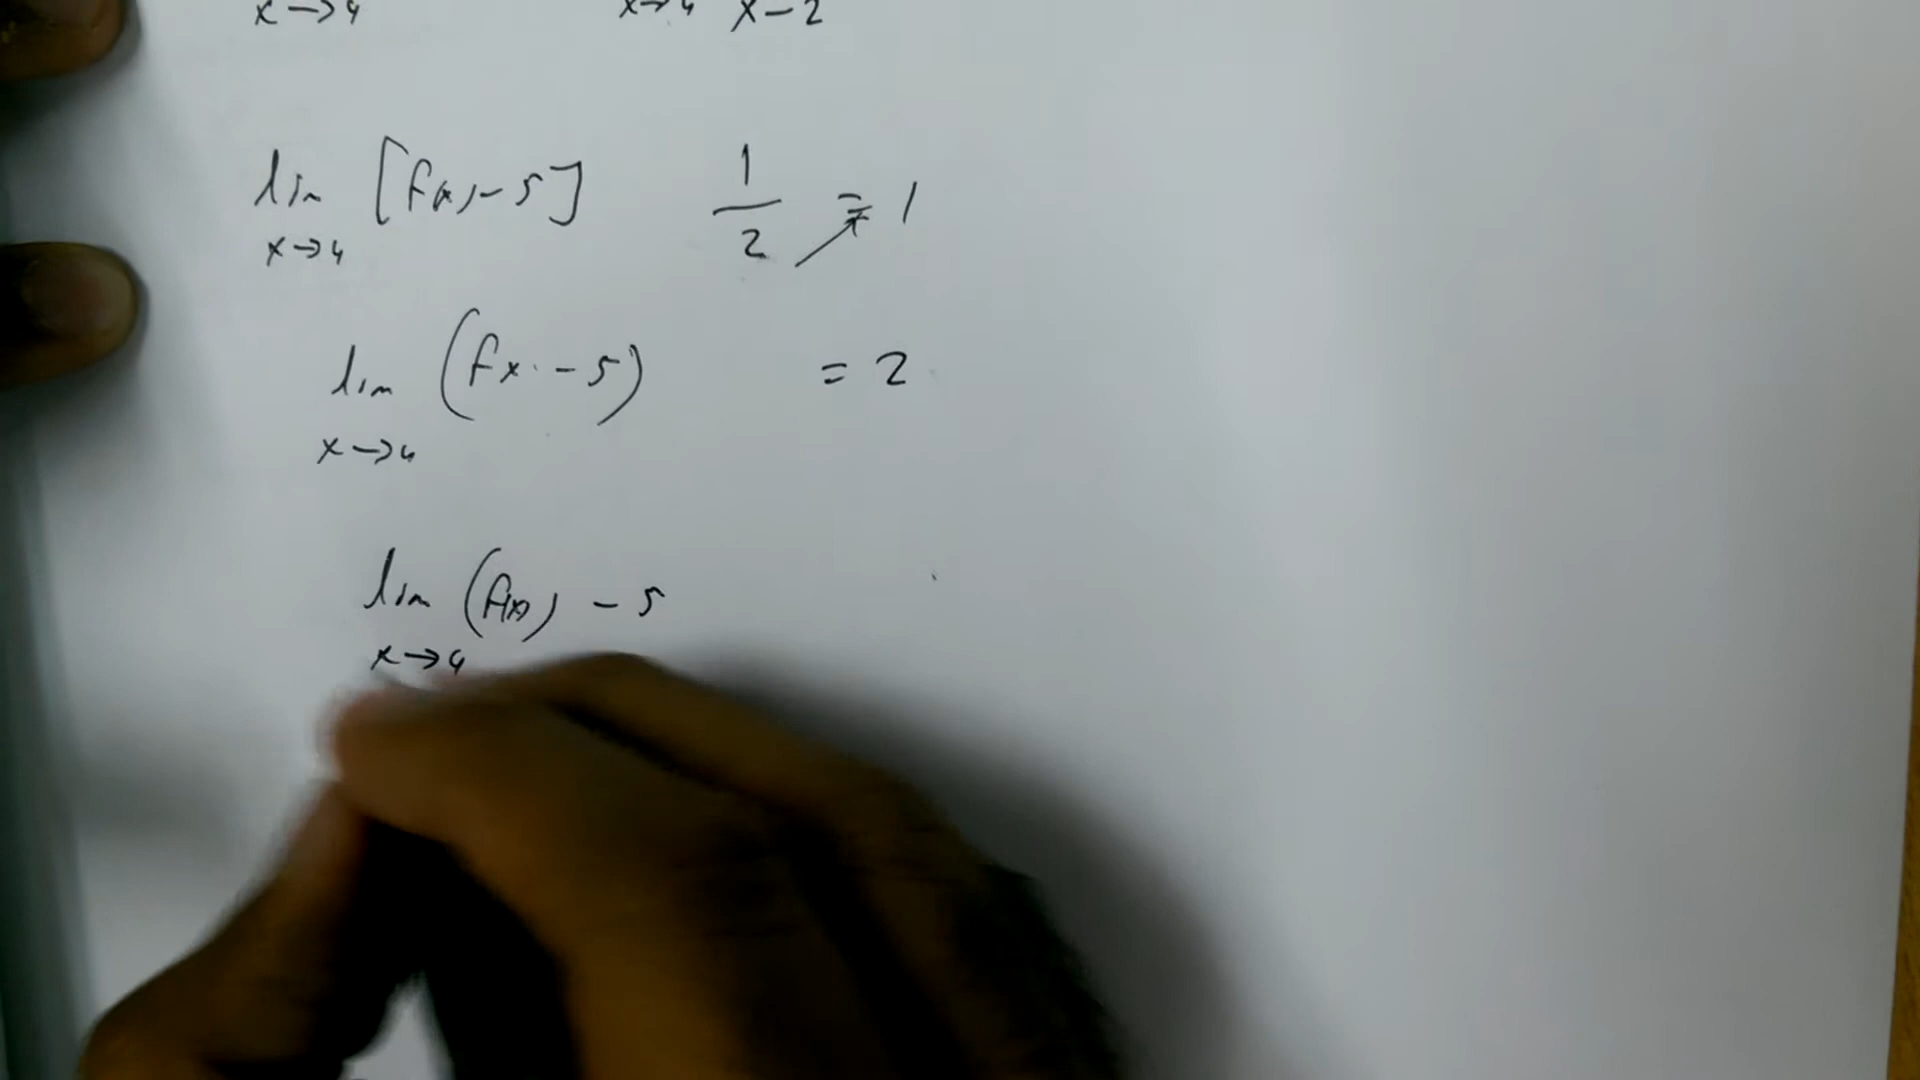 x→4 x→4 x-2
lim [f(x)-5] 1/2 = 1
x→4
lim (fx - 5) = 2
x→4
lim (f(x)) - 5
x→4